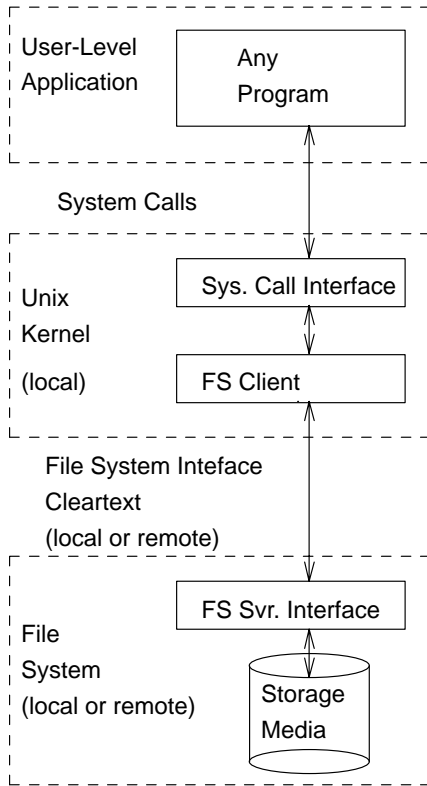 User-Level
Application
Any
Program
System Calls
Unix
Kernel
(local)
Sys. Call Interface
FS Client
File System Inteface
Cleartext
(local or remote)
File
System
(local or remote)
FS Svr. Interface
Storage
Media